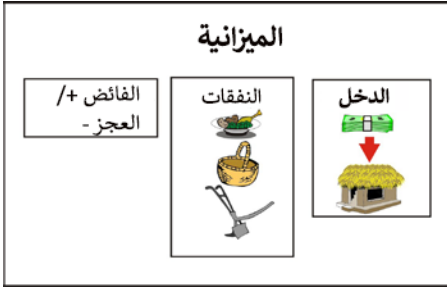 الميزانية
الدخل
النفقات
الفائض +/
العجز -